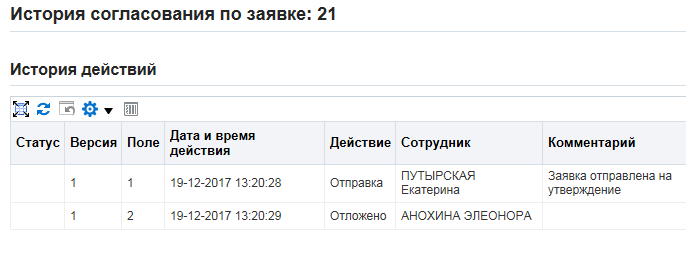 История согласования по заявке: 21
История действий
Статус Версия Поле Дата и время действия Действие Сотрудник Комментарий
1 1 19-12-2017 13:20:28 Отправка ПУТЫРСКАЯ Екатерина Заявка отправлена на утверждение
1 2 19-12-2017 13:20:29 Отложено АНОХИНА ЭЛЕОНОРА